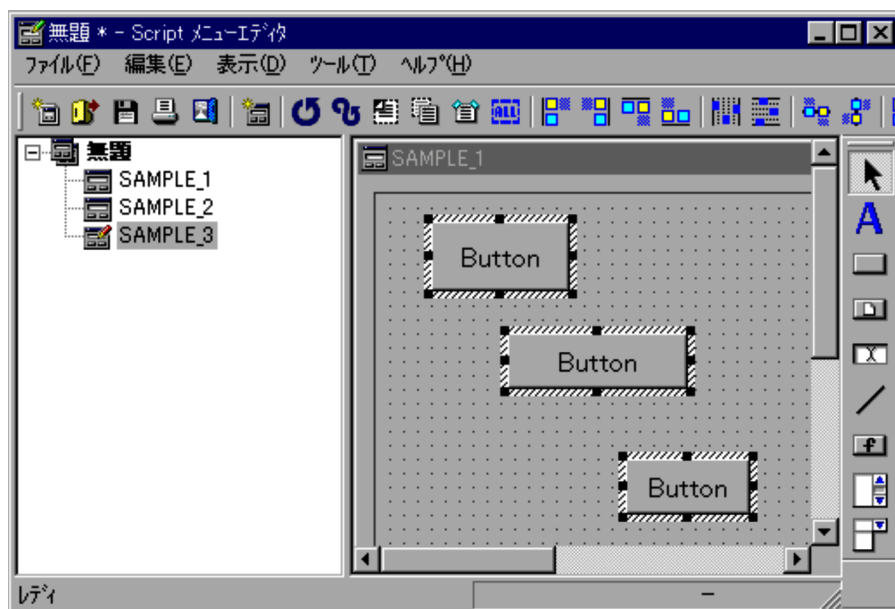 無題 * - Script ﾒﾆｭｰｴﾃﾞｨﾀ
ﾌｧｲﾙ(F) 編集(E) 表示(D) ﾂｰﾙ(T) ﾍﾙﾌﾟ(H)
ALL
無題
SAMPLE_1
SAMPLE_2
SAMPLE_3
SAMPLE_1
Button
Button
Button
A
f
ﾚﾃﾞｨ